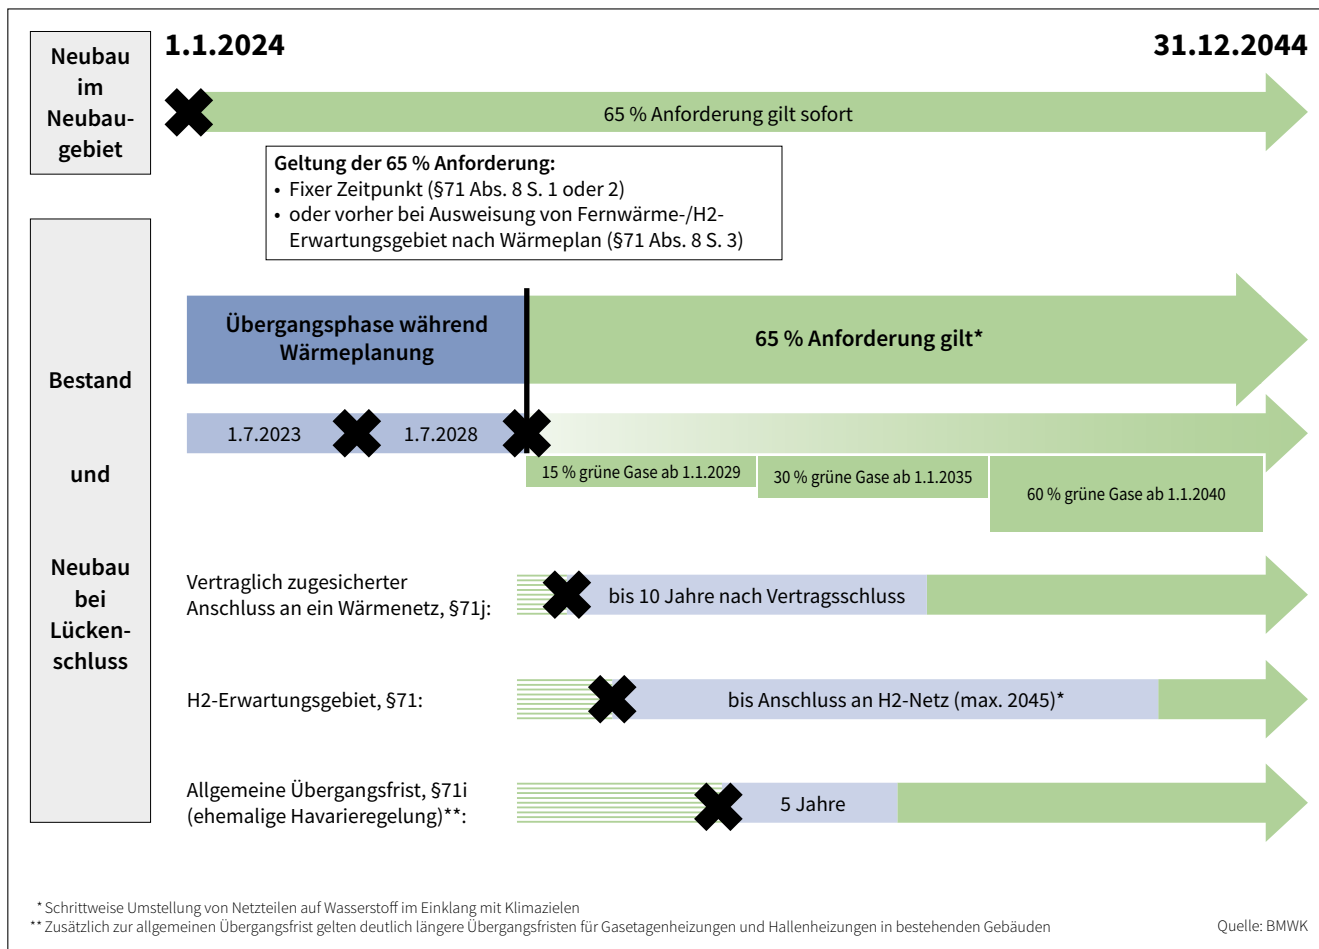 Neubau
im
Neubau-
gebiet
1.1.2024
31.12.2044
65 % Anforderung gilt sofort
Geltung der 65 % Anforderung:
• Fixer Zeitpunkt (§71 Abs. 8 S. 1 oder 2)
• oder vorher bei Ausweisung von Fernwärme-/H2-
Erwartungsgebiet nach Wärmeplan (§71 Abs. 8 S. 3)
Bestand
und
Neubau
bei
Lücken-
schluss
Übergangsphase während
Wärmeplanung
65 % Anforderung gilt*
1.7.2023
1.7.2028
15 % grüne Gase ab 1.1.2029
30 % grüne Gase ab 1.1.2035
60 % grüne Gase ab 1.1.2040
Vertraglich zugesicherter
Anschluss an ein Wärmenetz, §71j:
bis 10 Jahre nach Vertragsschluss
H2-Erwartungsgebiet, §71:
bis Anschluss an H2-Netz (max. 2045)*
Allgemeine Übergangsfrist, §71i
(ehemalige Havarieregelung)**:
5 Jahre
* Schrittweise Umstellung von Netzteilen auf Wasserstoff im Einklang mit Klimazielen
** Zusätzlich zur allgemeinen Übergangsfrist gelten deutlich längere Übergangsfristen für Gasetagenheizungen und Hallenheizungen in bestehenden Gebäuden
Quelle: BMWK